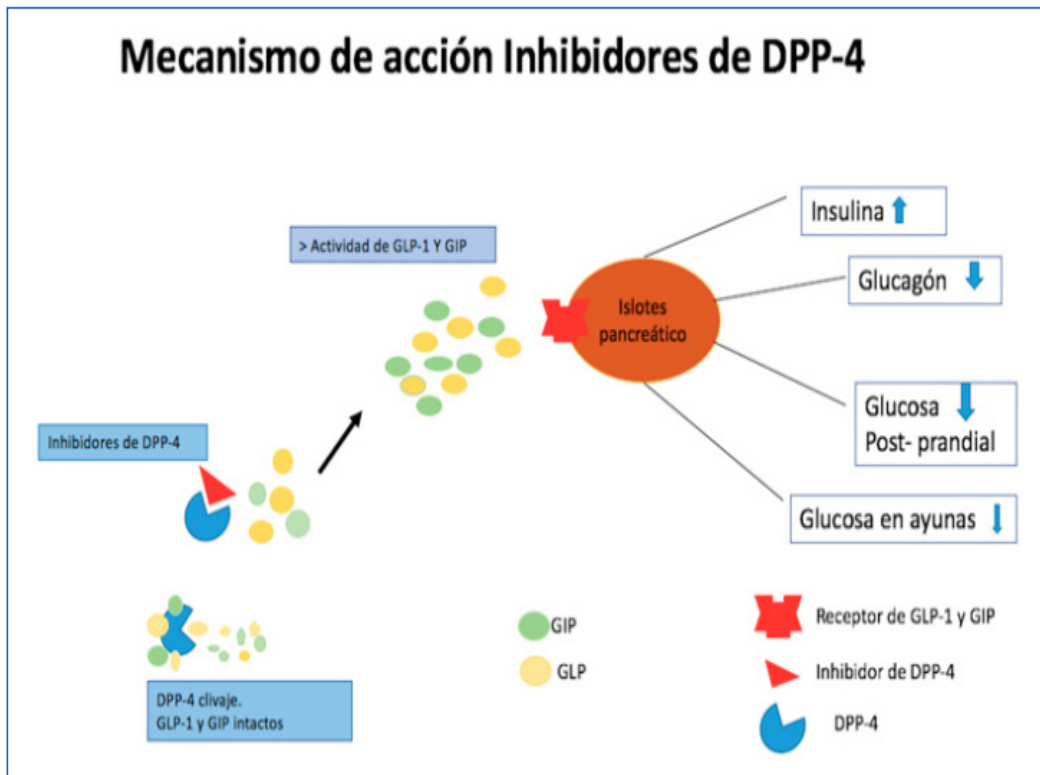 Mecanismo de acción Inhibidores de DPP-4
Insulina
> Actividad de GLP-1 Y GIP
Glucagón
Islotes
pancreático
Glucosa
Post- prandial
Inhibidores de DPP-4
Glucosa en ayunas
GIP
GLP
Receptor de GLP-1 y GIP
Inhibidor de DPP-4
DPP-4
DPP-4 clivaje.
GLP-1 y GIP intactos